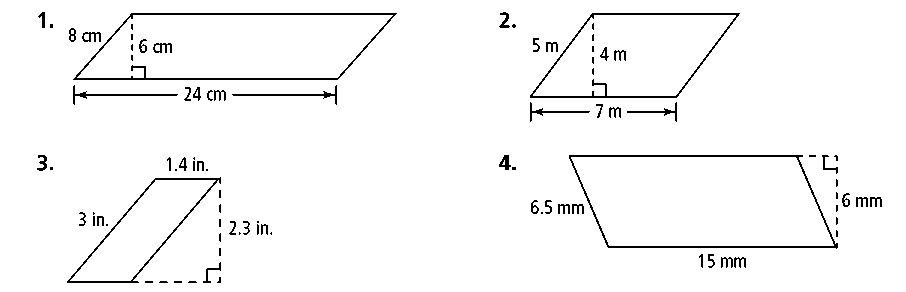 1.
8 cm
6 cm
24 cm
2.
5 m
4 m
7 m
3.
1.4 in.
3 in.
2.3 in.
4.
6.5 mm
6 mm
15 mm